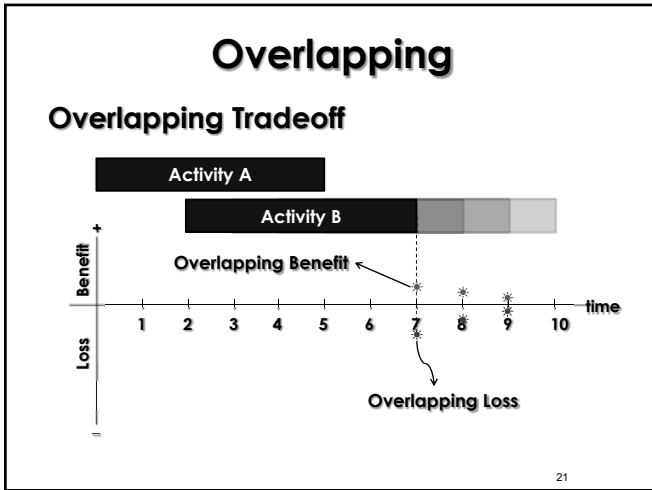 Overlapping
Overlapping Tradeoff
Activity A
Activity B
+
Benefit
Overlapping Benefit
time
1 2 3 4 5 6 7 8 9 10
Loss
Overlapping Loss
–
21